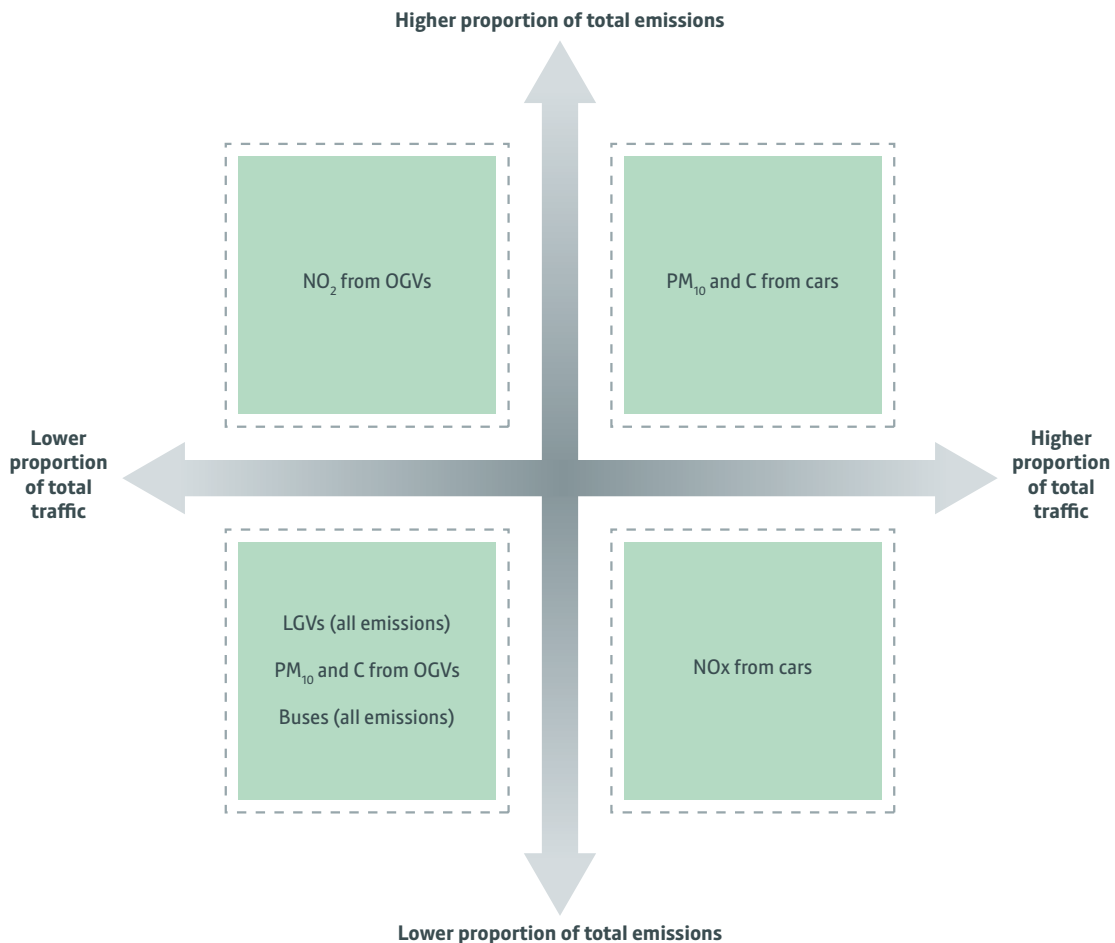 Higher proportion of total emissions
NO₂ from OGVs
PM₁₀ and C from cars
Lower
proportion
of total
traffic
Higher
proportion
of total
traffic
LGVs (all emissions)
PM₁₀ and C from OGVs
Buses (all emissions)
NOx from cars
Lower proportion of total emissions